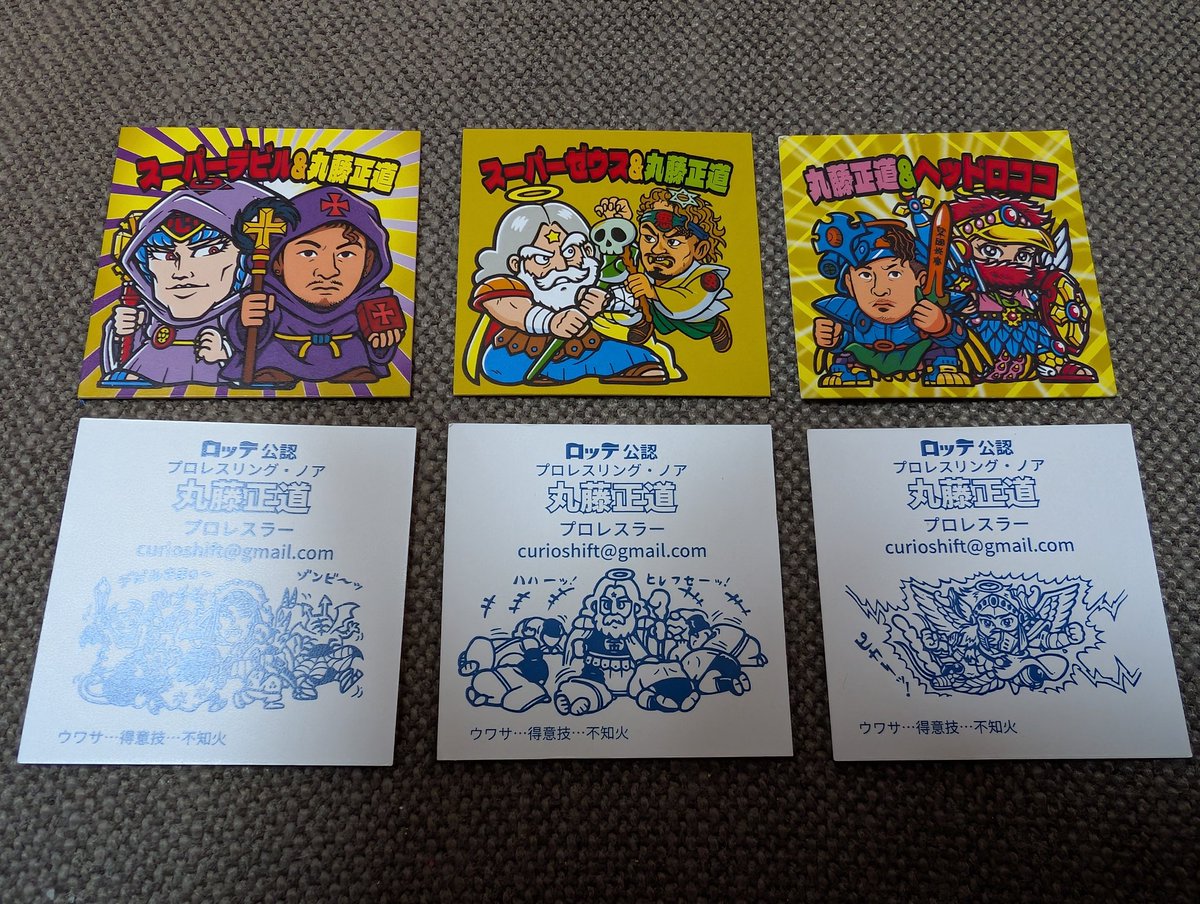 スーパーデビル&丸藤正道
スーパーゼウス&丸藤正道
丸藤正道&ヘッドロココ
ロッテ公認
プロレスリング・ノア
丸藤正道
プロレスラー
curioshift@gmail.com
ゾンビ〜ッ
ウワサ…得意技…不知火
ロッテ公認
プロレスリング・ノア
丸藤正道
プロレスラー
curioshift@gmail.com
ハハーッ!
ヒレフセーッ!
ウワサ…得意技…不知火
ロッテ公認
プロレスリング・ノア
丸藤正道
プロレスラー
curioshift@gmail.com
ウワサ…得意技…不知火